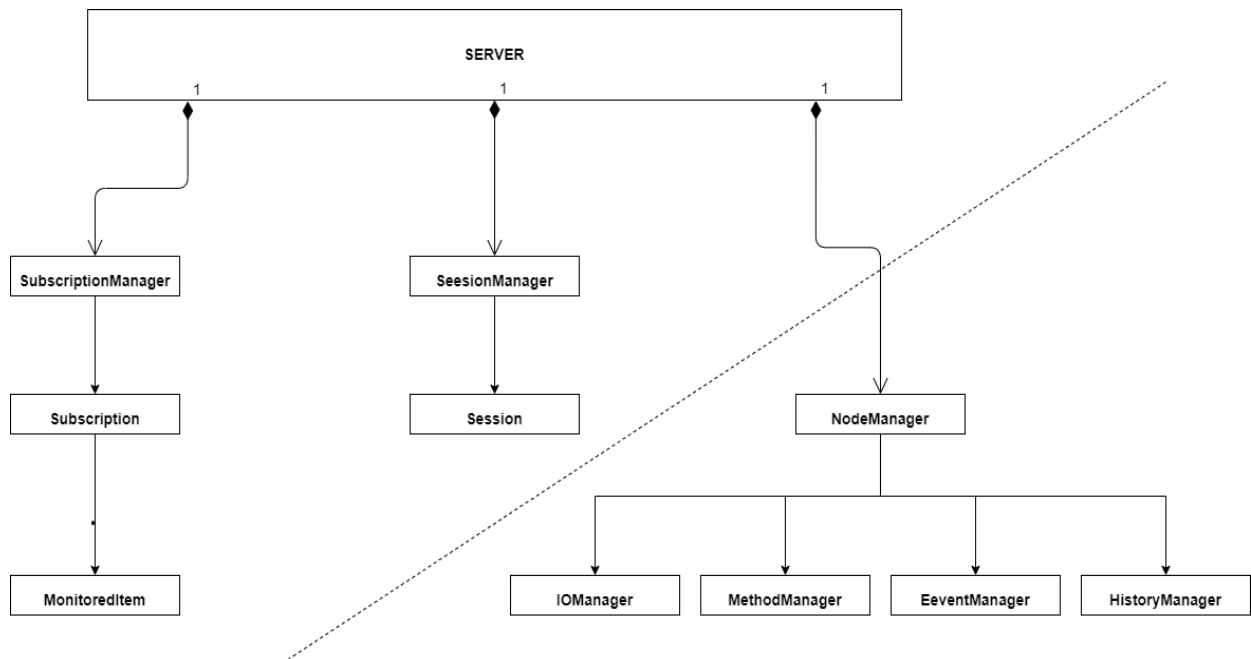 SERVER
1
1
1
SubscriptionManager
SeesionManager
Subscription
Session
NodeManager
MonitoredItem
IOManager
MethodManager
EeventManager
HistoryManager